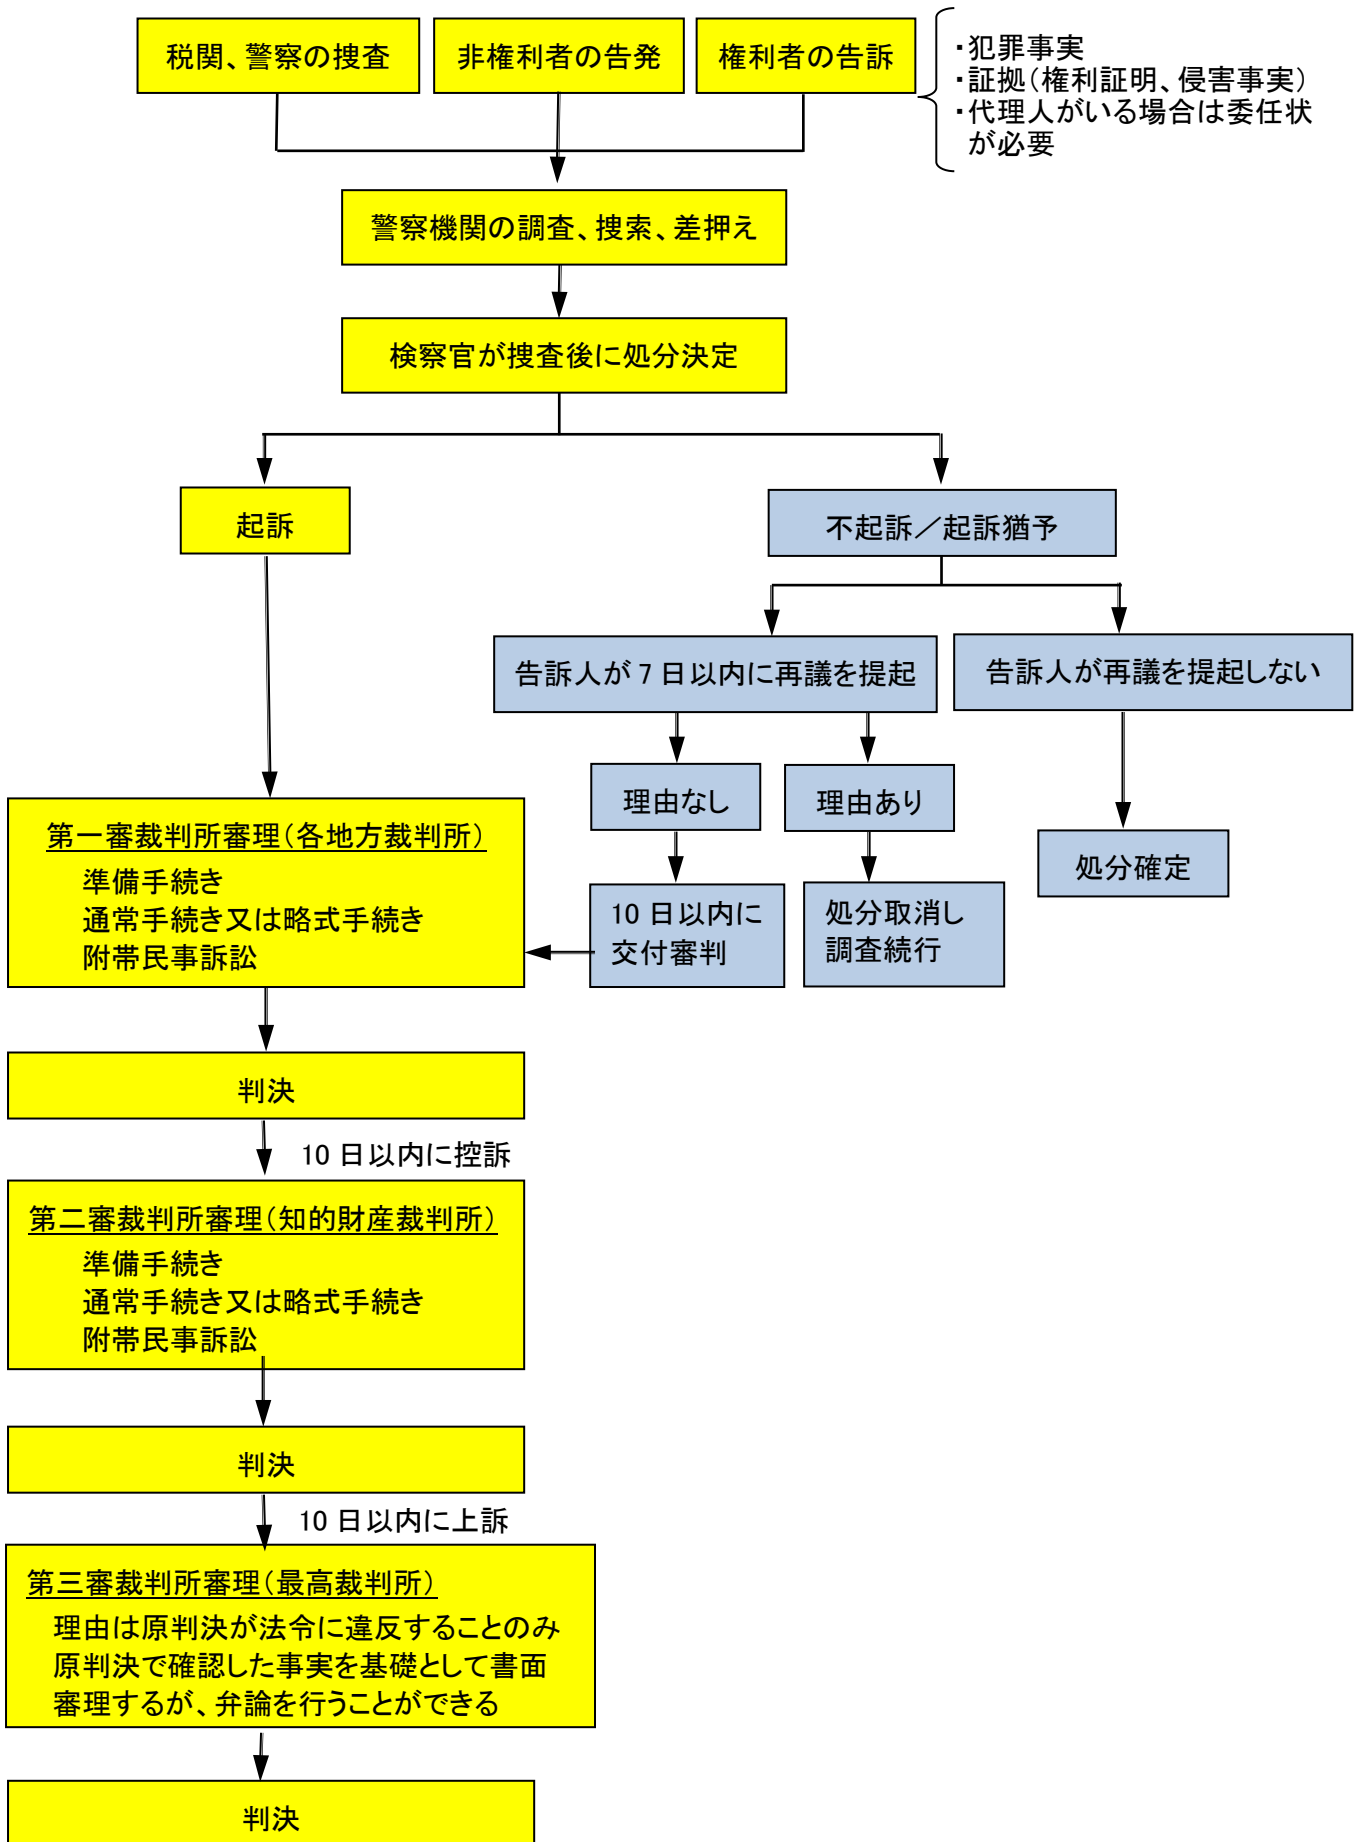 税関、警察の捜査
非権利者の告発
権利者の告訴
・犯罪事実
・証拠（権利証明、侵害事実）
・代理人がいる場合は委任状
が必要
警察機関の調査、捜索、差押え
検察官が捜査後に処分決定
起訴
不起訴／起訴猶予
告訴人が 7 日以内に再議を提起
告訴人が再議を提起しない
理由なし
理由あり
処分確定
10 日以内に
交付審判
処分取消し
調査続行
第一審裁判所審理（各地方裁判所）
準備手続き
通常手続き又は略式手続き
附帯民事訴訟
判決
10 日以内に控訴
第二審裁判所審理（知的財産裁判所）
準備手続き
通常手続き又は略式手続き
附帯民事訴訟
判決
10 日以内に上訴
第三審裁判所審理（最高裁判所）
理由は原判決が法令に違反することのみ
原判決で確認した事実を基礎として書面
審理するが、弁論を行うことができる
判決